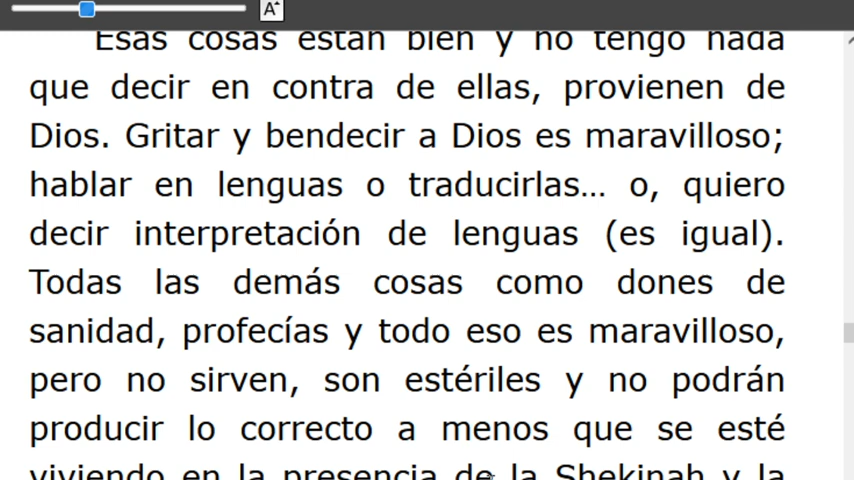 A
Esas cosas están bien y no tengo nada
que decir en contra de ellas, provienen de
Dios. Gritar y bendecir a Dios es maravilloso;
hablar en lenguas o traducirlas... o, quiero
decir interpretación de lenguas (es igual).
Todas las demás cosas como dones de
sanidad, profecías y todo eso es maravilloso,
pero no sirven, son estériles y no podrán
producir lo correcto a menos que se esté
viviendo en la presencia de la Shekinah y la